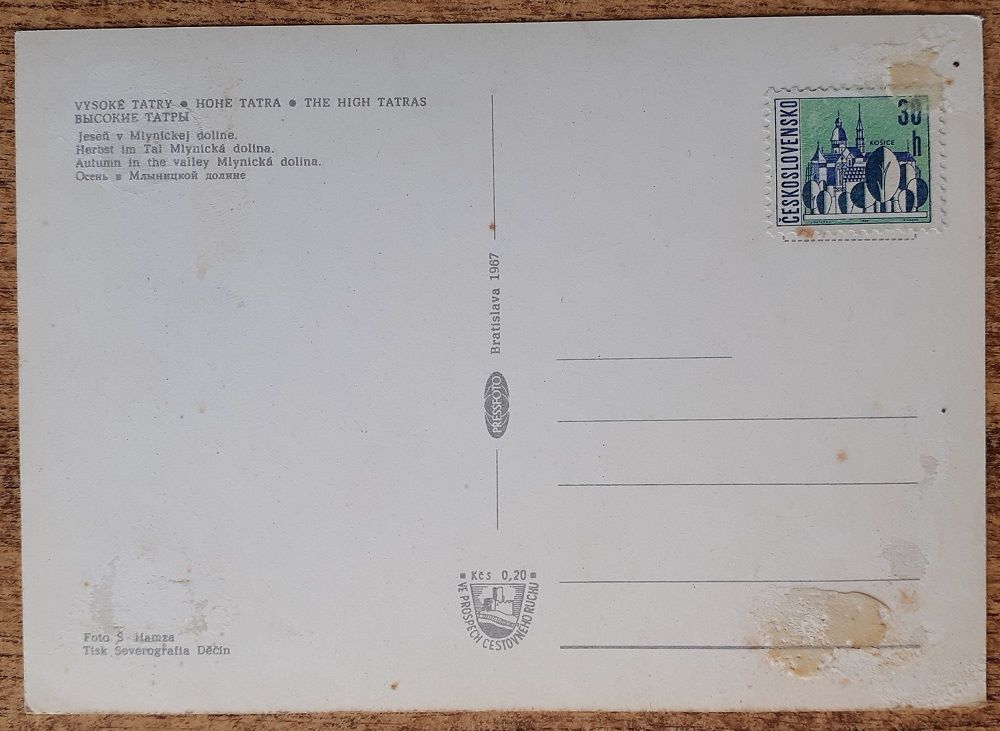 VYSOKÉ TATRY ● HOHE TATRA ● THE HIGH TATRAS
ВЫСОКИЕ ТАТРЫ
Jeseň v Mlynickej doline.
Herbst im Tal Mlynická dolina.
Autumn in the valley Mlynická dolina.
Осень в Млыницкой долине
ČESKOSLOVENSKO
30
h
KOŠICE
Bratislava 1967
PRESSFOTO
■ Kčs 0,20 ■
VE PROSPĚCH CESTOVNÉHO RUCHU
Foto Š Hamza
Tisk Severografia Děčín